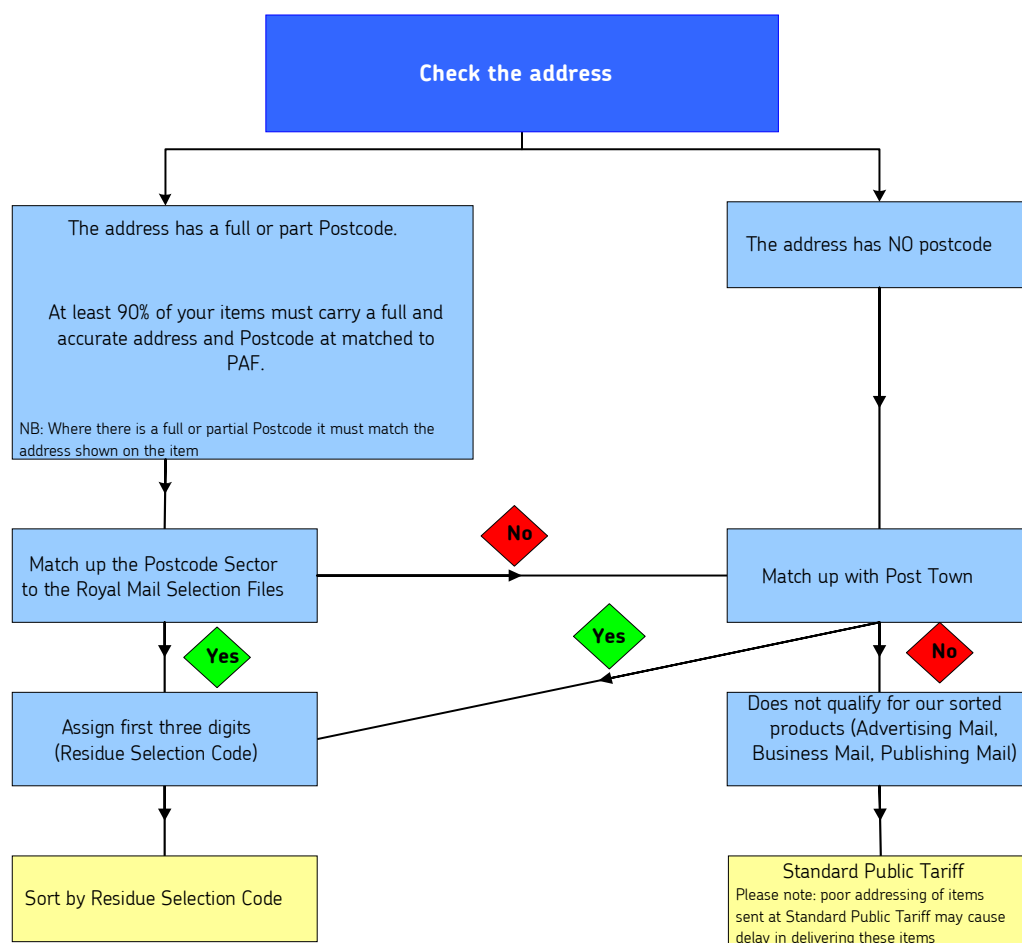 Check the address
The address has a full or part Postcode.
The address has NO postcode
At least 90% of your items must carry a full and
accurate address and Postcode at matched to
PAF.
NB: Where there is a full or partial Postcode it must match the
address shown on the item
No
Match up the Postcode Sector
to the Royal Mail Selection Files
Match up with Post Town
Yes
Yes
No
Assign first three digits
(Residue Selection Code)
Does not qualify for our sorted
products (Advertising Mail,
Business Mail, Publishing Mail)
Sort by Residue Selection Code
Standard Public Tariff
Please note: poor addressing of items
sent at Standard Public Tariff may cause
delay in delivering these items